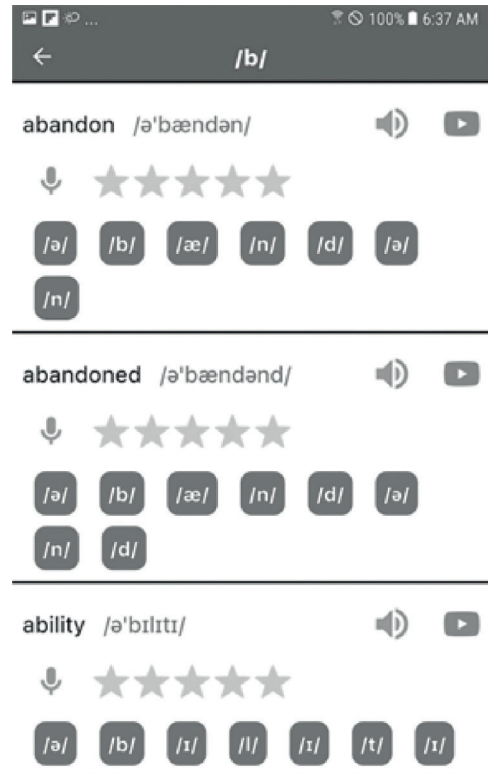 ... 100% 6:37 AM
/b/
abandon /ə'bændən/
/ə/ /b/ /æ/ /n/ /d/ /ə/
/n/
abandoned /ə'bændənd/
/ə/ /b/ /æ/ /n/ /d/ /ə/
/n/ /d/
ability /ə'bɪlɪtɪ/
/ə/ /b/ /ɪ/ /l/ /ɪ/ /t/ /ɪ/